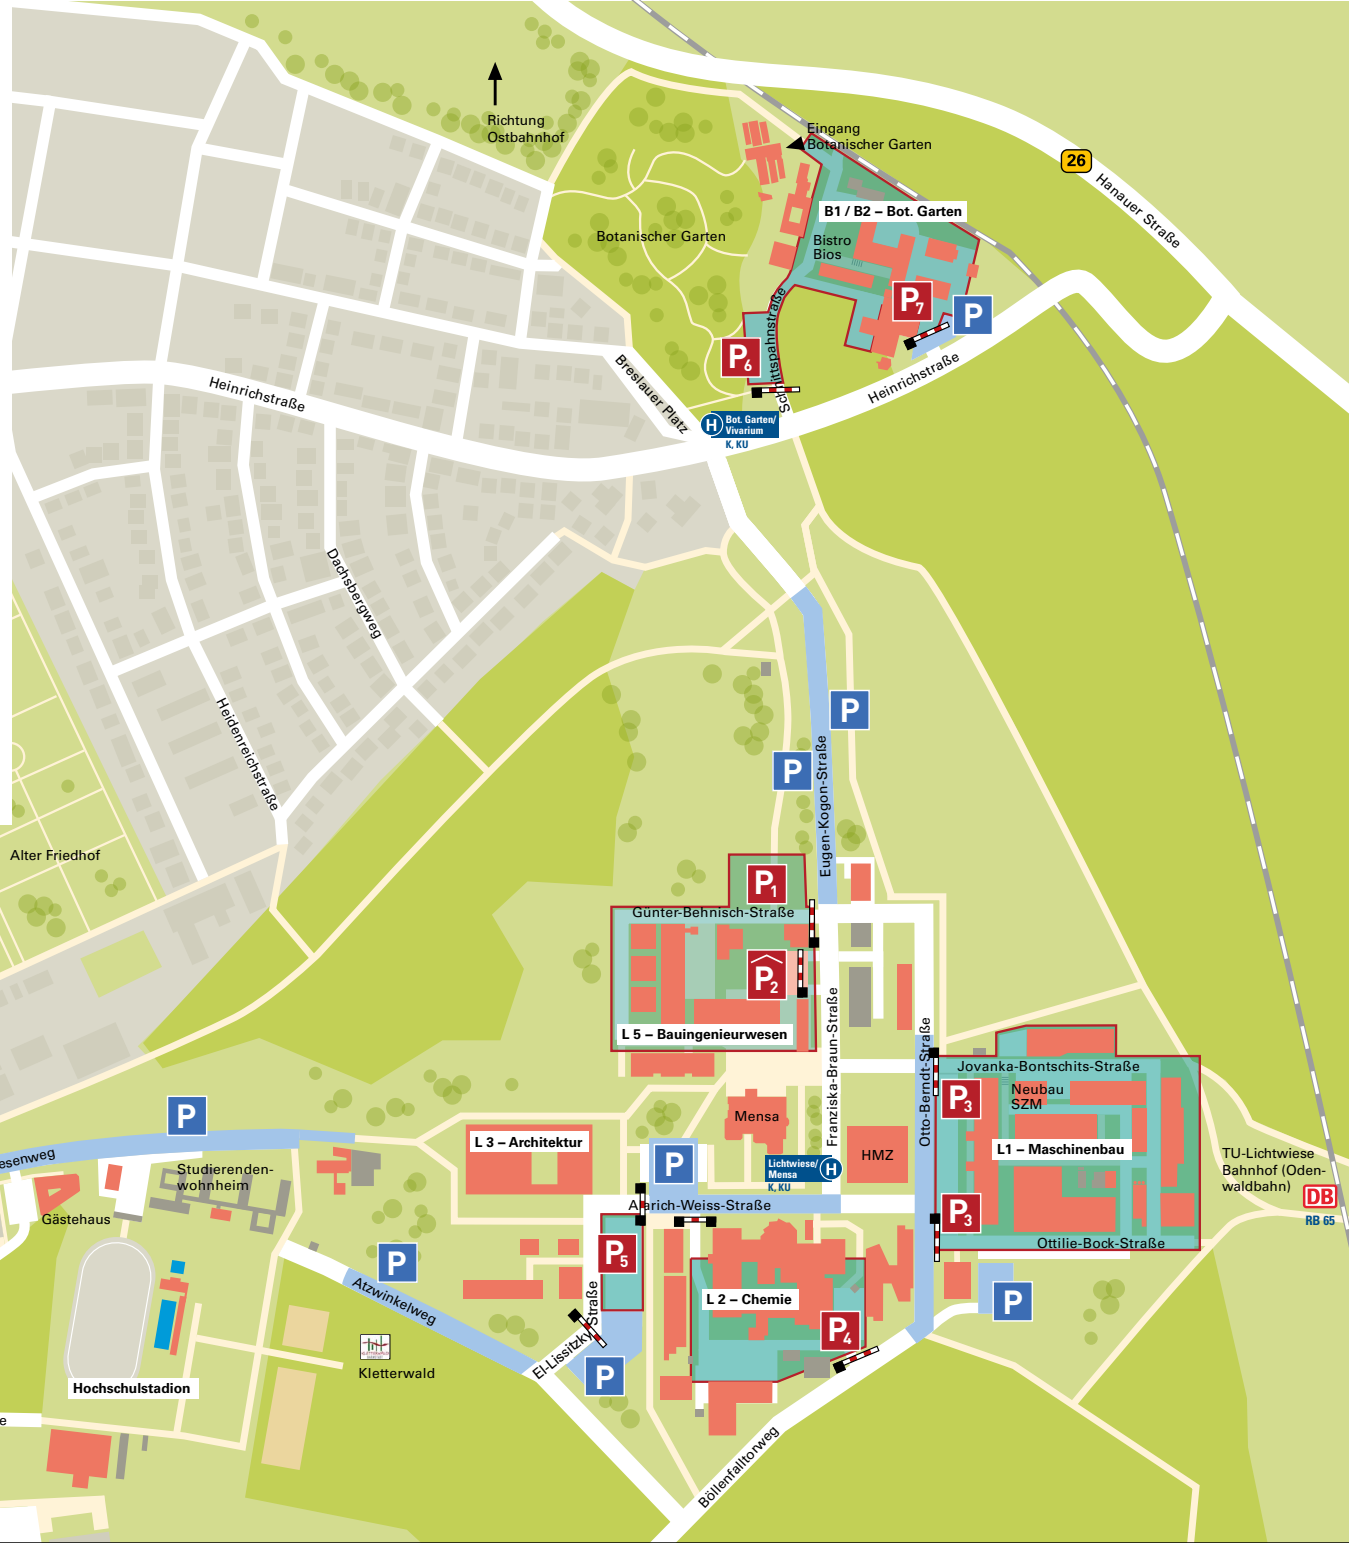 Richtung
Ostbahnhof
Eingang
Botanischer Garten
26
Hanauer Straße
B1 / B2 – Bot. Garten
Botanischer Garten
Bistro
Bios
P7
P
P6
Schlittspahnstraße
Heinrichstraße
Breslauer Platz
Heinrichstraße
H
Bot. Garten/
Vivarium
K, KU
Dachsbergweg
Heidenreichstraße
P
P
Eugen-Kogon-Straße
Alter Friedhof
P1
Günter-Behnisch-Straße
P2
L 5 – Bauingenieurwesen
Franziska-Braun-Straße
Otto-Berndt-Straße
Jovanka-Bontschits-Straße
P3
Neubau
SZM
P
esenweg
Mensa
L 3 – Architektur
L1 – Maschinenbau
HMZ
TU-Lichtwiese
Bahnhof (Oden-
waldbahn)
DB
RB 65
Studierenden-
wohnheim
P
Lichtwiese/
Mensa
H
K, KU
Gästehaus
Alarich-Weiss-Straße
P3
Ottilie-Bock-Straße
P
P5
Atzwinkelweg
L 2 – Chemie
P
P4
El-Lissitzky-Straße
Kletterwald
P
Hochschulstadion
e
Böllenfalltorweg